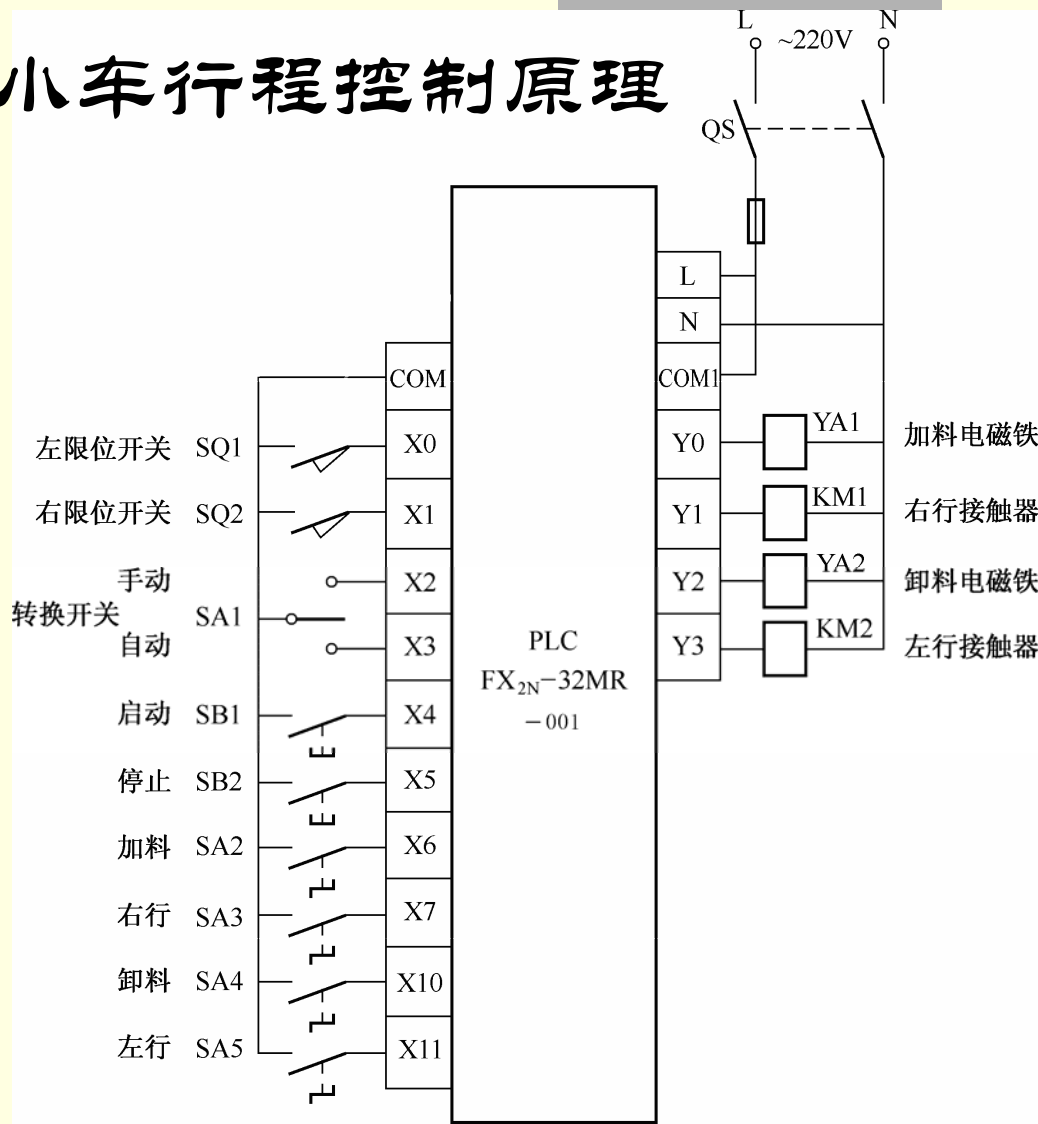 小车行程控制原理
L N
~220V
QS
L
N
COM COM1
左限位开关 SQ1 X0 Y0 YA1 加料电磁铁
右限位开关 SQ2 X1 Y1 KM1 右行接触器
手动 X2 Y2 YA2 卸料电磁铁
转换开关 SA1
自动 X3 Y3 KM2 左行接触器
PLC
FX2N-32MR
-001
启动 SB1 X4
停止 SB2 X5
加料 SA2 X6
右行 SA3 X7
卸料 SA4 X10
左行 SA5 X11